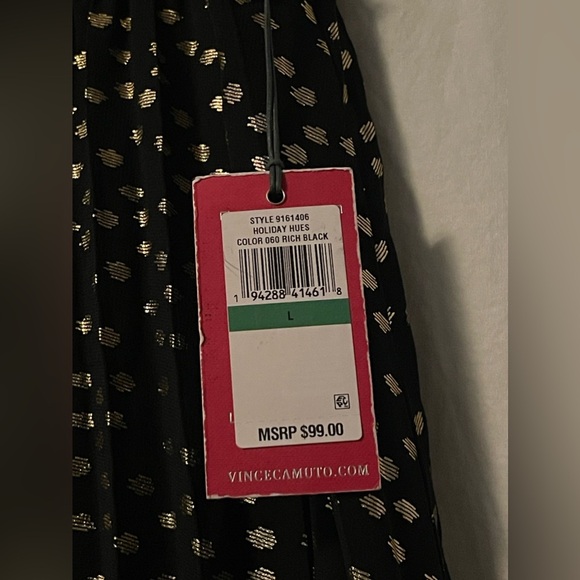 STYLE 9161406
HOLIDAY HUES
COLOR 060 RICH BLACK
1 94288 41461 8
L
MSRP $99.00
VINCECAMUTO.COM